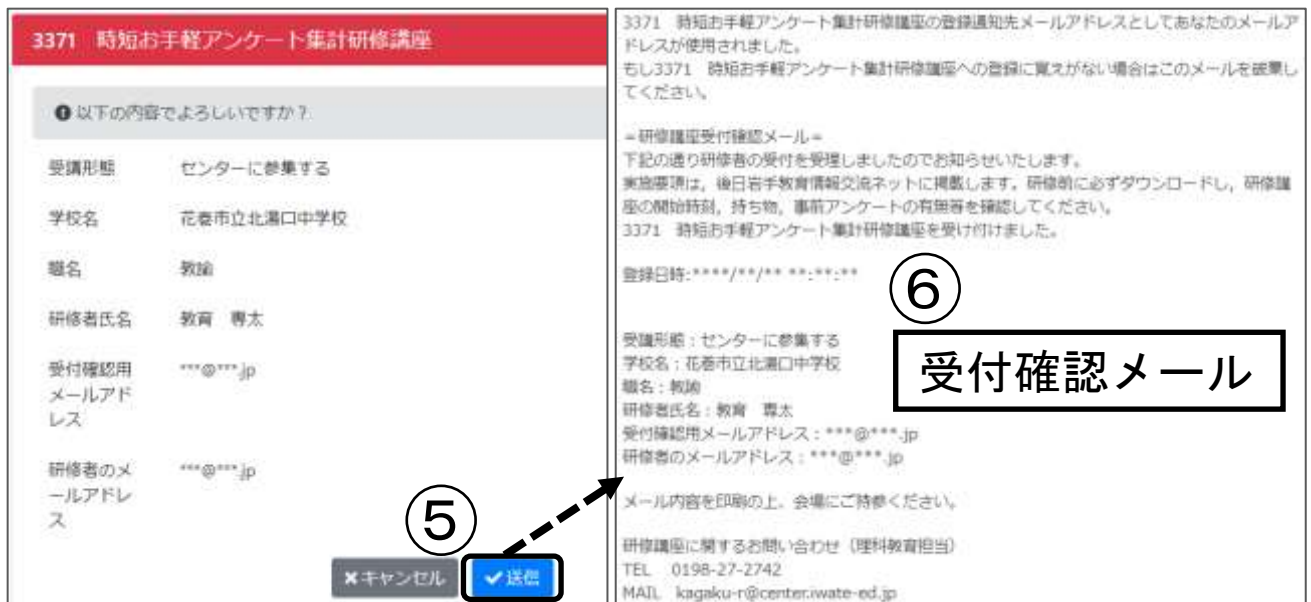 3371 時短お手軽アンケート集計研修講座
以下の内容でよろしいですか?
受講形態 センターに参集する
学校名 花巻市立北湯口中学校
職名 教諭
研修者氏名 教育 専太
受付確認用
メールアド
レス
***@***.jp
研修者のメ
ールアドレ
ス
***@***.jp
⑤
×キャンセル
✔送信
3371 時短お手軽アンケート集計研修講座の登録通知先メールアドレスとしてあなたのメールア
ドレスが使用されました。
もし3371 時短お手軽アンケート集計研修講座への登録に覚えがない場合はこのメールを破棄し
てください。
=研修講座受付確認メール=
下記の通り研修者の受付を受理しましたのでお知らせいたします。
実施要項は，後日岩手教育情報交流ネットに掲載します。研修前に必ずダウンロードし，研修講
座の開始時刻，持ち物，事前アンケートの有無等を確認してください。
3371 時短お手軽アンケート集計研修講座を受け付けました。
登録日時:****/**/** **:**:**
⑥
受付確認メール
受講形態：センターに参集する
学校名：花巻市立北湯口中学校
職名：教諭
研修者氏名：教育 専太
受付確認用メールアドレス：***@***.jp
研修者のメールアドレス：***@***.jp
メール内容を印刷の上、会場にご持参ください。
研修講座に関するお問い合わせ（理科教育担当）
TEL 0198-27-2742
MAIL kagaku-r@center.iwate-ed.jp